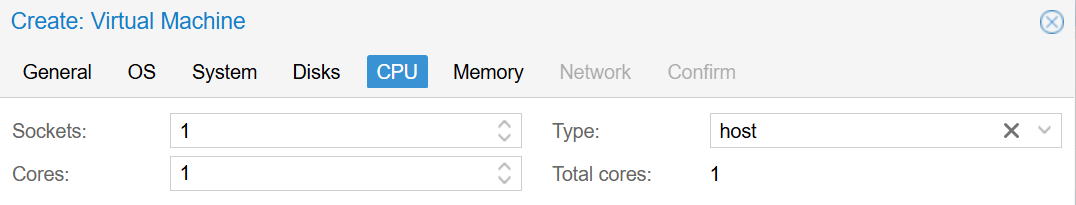 Create: Virtual Machine
General OS System Disks CPU Memory Network Confirm
Sockets: 1 Type: host
Cores: 1 Total cores: 1